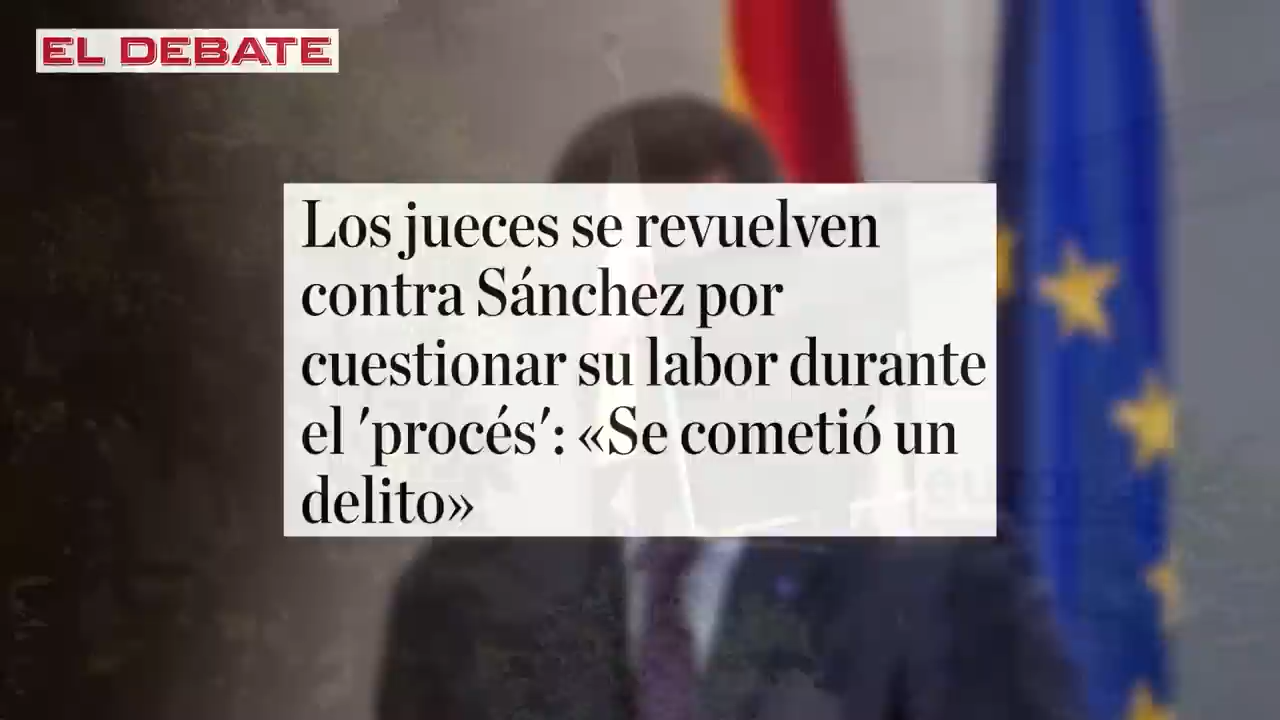 EL DEBATE
Los jueces se revuelven
contra Sánchez por
cuestionar su labor durante
el 'procés': «Se cometió un
delito»